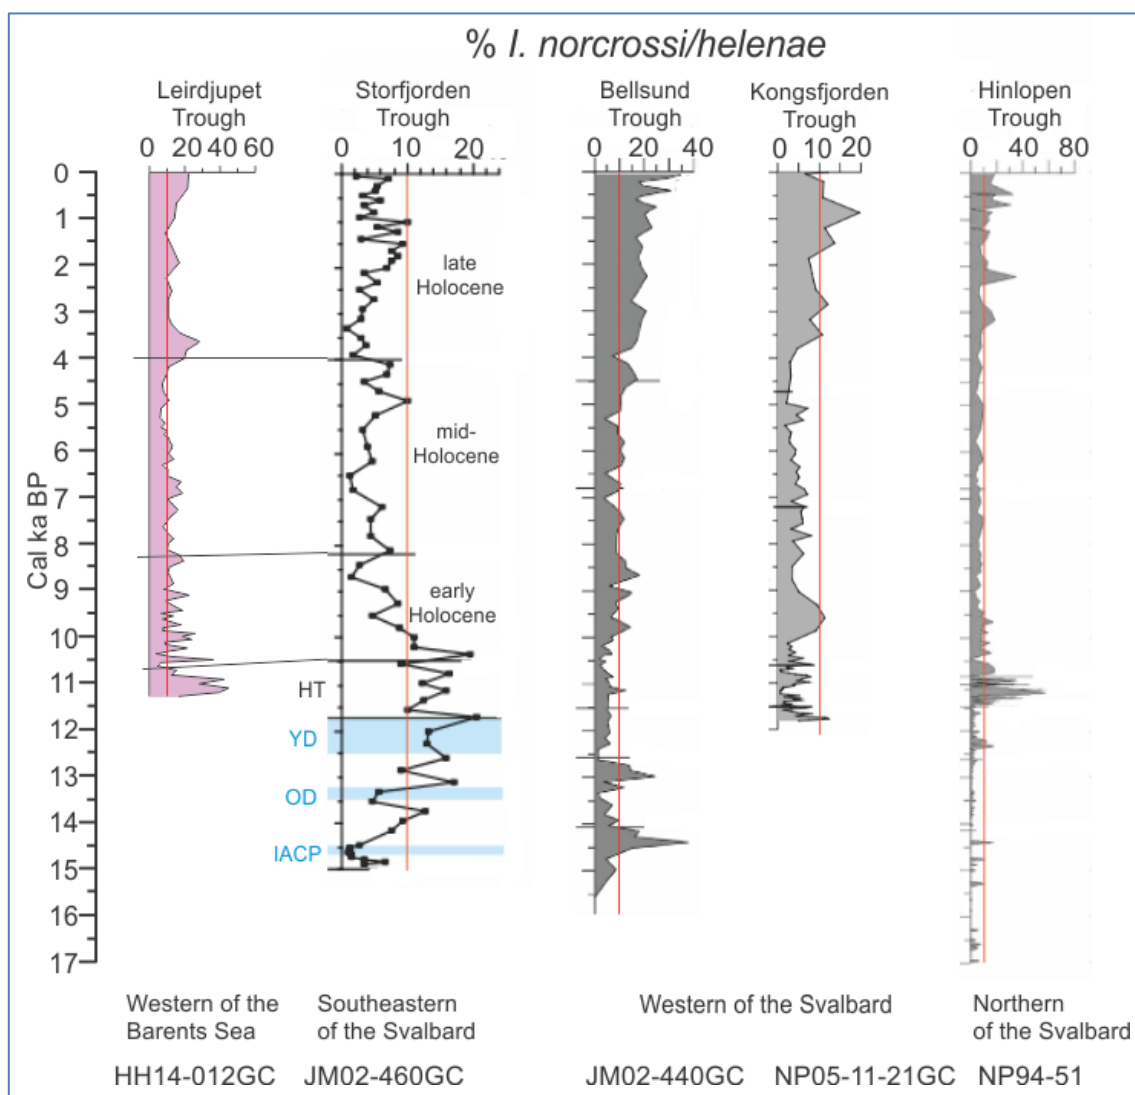 % I. norcrossi/helenae
Leirdjupet
Trough
Storfjorden
Trough
Bellsund
Trough
Kongsfjorden
Trough
Hinlopen
Trough
0 20 40 60
0 10 20
0 20 40
0 10 20
0 40 80
Cal ka BP
0
1
2
3
4
5
6
7
8
9
10
11
12
13
14
15
16
17
late
Holocene
mid-
Holocene
early
Holocene
HT
YD
OD
IACP
Western of the
Barents Sea
Southeastern
of the Svalbard
Western of the Svalbard
Northern
of the Svalbard
HH14-012GC
JM02-460GC
JM02-440GC
NP05-11-21GC
NP94-51